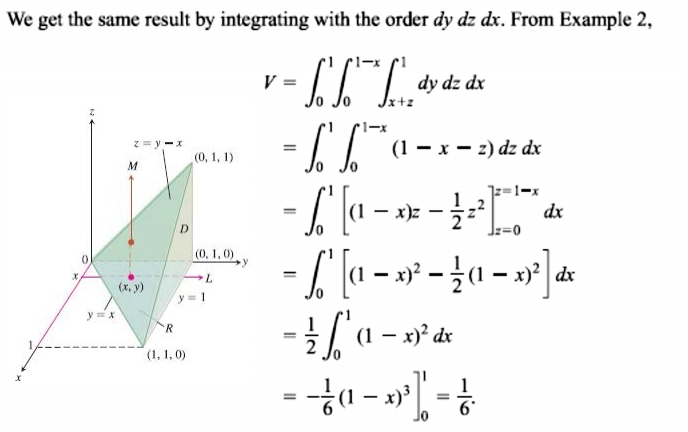 We get the same result by integrating with the order dy dz dx. From Example 2,
V = ∫₀¹ ∫₀^{1−x} ∫_{x+z}^{1} dy dz dx
= ∫₀¹ ∫₀^{1−x} (1 − x − z) dz dx
= ∫₀¹ [(1 − x)z − 1/2 z²]_{z=0}^{z=1−x} dx
= ∫₀¹ [(1 − x)² − 1/2 (1 − x)²] dx
= 1/2 ∫₀¹ (1 − x)² dx
= −1/6 (1 − x)³]₀¹ = 1/6.
z
z = y − x
M
(0, 1, 1)
D
0
(0, 1, 0)
y
x
L
(x, y)
y = 1
y = x
R
1
(1, 1, 0)
x